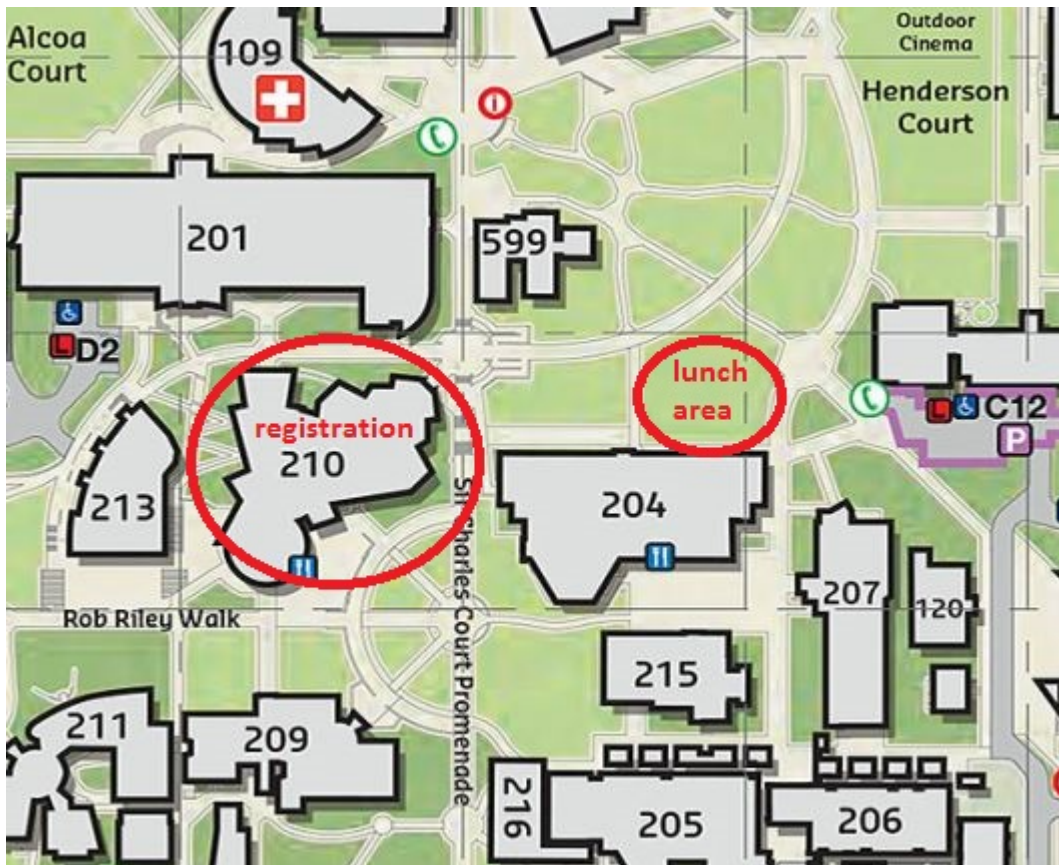 Alcoa
Court
109
i
Outdoor
Cinema
Henderson
Court
201
599
L D2
lunch
area
registration
210
L C12
P
213
204
Sir Charles Court Promenade
207
120
Rob Riley Walk
215
211
209
216
205
206